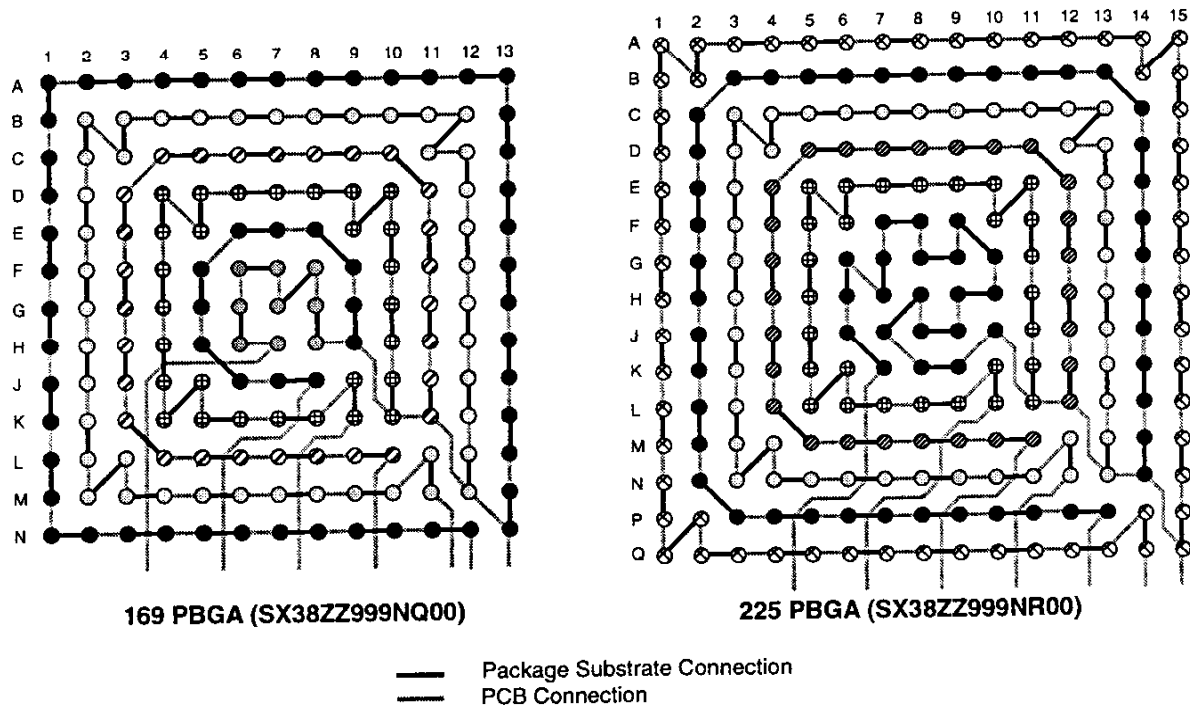 1 2 3 4 5 6 7 8 9 10 11 12 13
A
B
C
D
E
F
G
H
J
K
L
M
N
169 PBGA (SX38ZZ999NQ00)
1 2 3 4 5 6 7 8 9 10 11 12 13 14 15
A
B
C
D
E
F
G
H
J
K
L
M
N
P
Q
225 PBGA (SX38ZZ999NR00)
Package Substrate Connection
PCB Connection